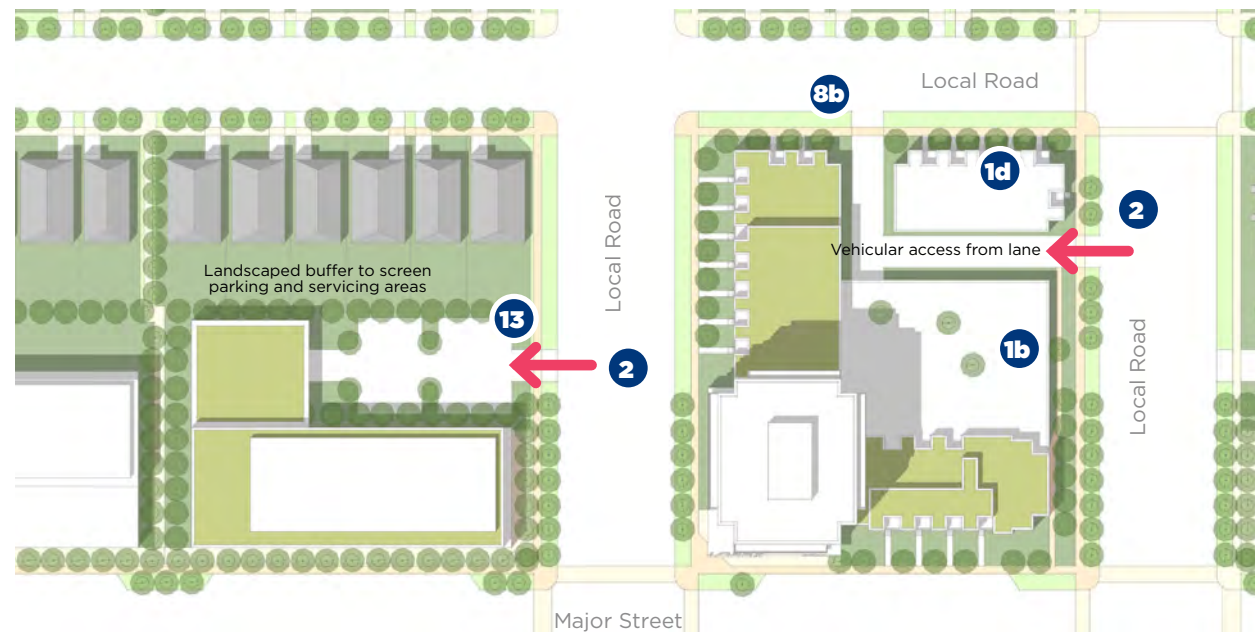 Local Road
8b
1d
2
Local Road
Vehicular access from lane
Landscaped buffer to screen
parking and servicing areas
13
2
1b
Local Road
Major Street